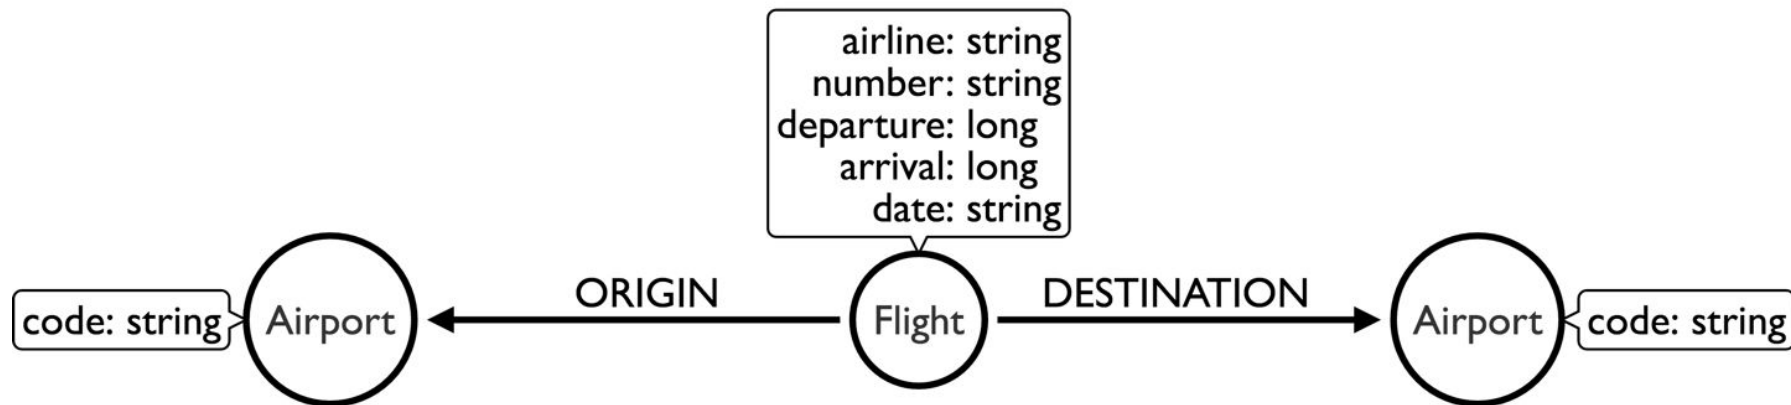 airline: string
number: string
departure: long
arrival: long
date: string
code: string
Airport
ORIGIN
Flight
DESTINATION
Airport
code: string